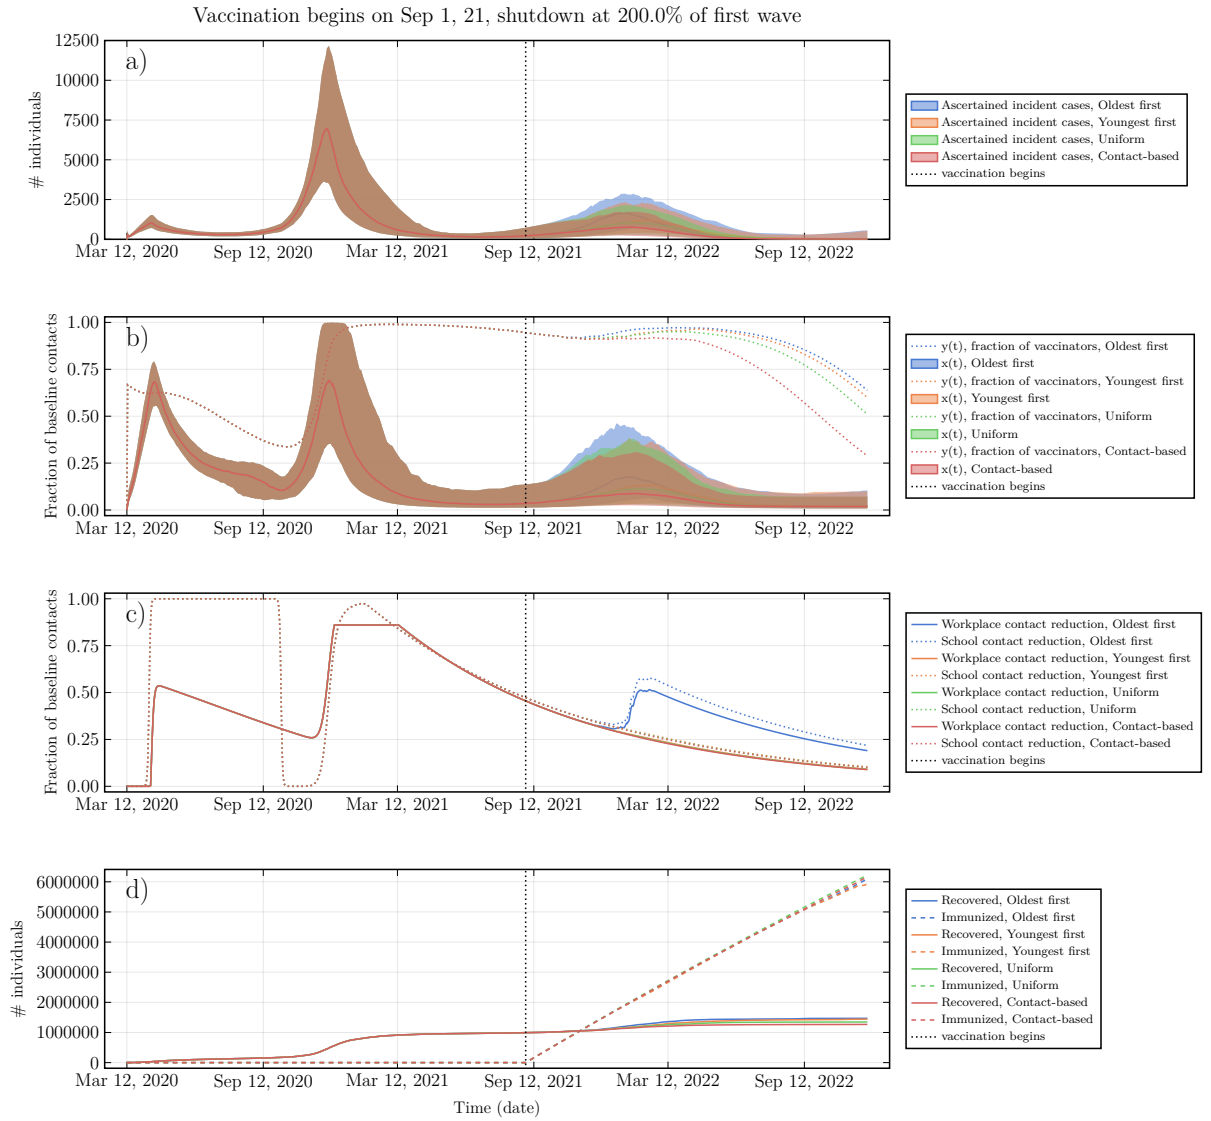 Vaccination begins on Sep 1, 21, shutdown at 200.0% of first wave
a)
# individuals
12500
10000
7500
5000
2500
0
Mar 12, 2020
Sep 12, 2020
Mar 12, 2021
Sep 12, 2021
Mar 12, 2022
Sep 12, 2022
Ascertained incident cases, Oldest first
Ascertained incident cases, Youngest first
Ascertained incident cases, Uniform
Ascertained incident cases, Contact-based
vaccination begins
b)
Fraction of baseline contacts
1.00
0.75
0.50
0.25
0.00
Mar 12, 2020
Sep 12, 2020
Mar 12, 2021
Sep 12, 2021
Mar 12, 2022
Sep 12, 2022
y(t), fraction of vaccinators, Oldest first
x(t), Oldest first
y(t), fraction of vaccinators, Youngest first
x(t), Youngest first
y(t), fraction of vaccinators, Uniform
x(t), Uniform
y(t), fraction of vaccinators, Contact-based
x(t), Contact-based
vaccination begins
c)
Fraction of baseline contacts
1.00
0.75
0.50
0.25
0.00
Mar 12, 2020
Sep 12, 2020
Mar 12, 2021
Sep 12, 2021
Mar 12, 2022
Sep 12, 2022
Workplace contact reduction, Oldest first
School contact reduction, Oldest first
Workplace contact reduction, Youngest first
School contact reduction, Youngest first
Workplace contact reduction, Uniform
School contact reduction, Uniform
Workplace contact reduction, Contact-based
School contact reduction, Contact-based
vaccination begins
d)
# individuals
6000000
5000000
4000000
3000000
2000000
1000000
0
Mar 12, 2020
Sep 12, 2020
Mar 12, 2021
Sep 12, 2021
Mar 12, 2022
Sep 12, 2022
Time (date)
Recovered, Oldest first
Immunized, Oldest first
Recovered, Youngest first
Immunized, Youngest first
Recovered, Uniform
Immunized, Uniform
Recovered, Contact-based
Immunized, Contact-based
vaccination begins